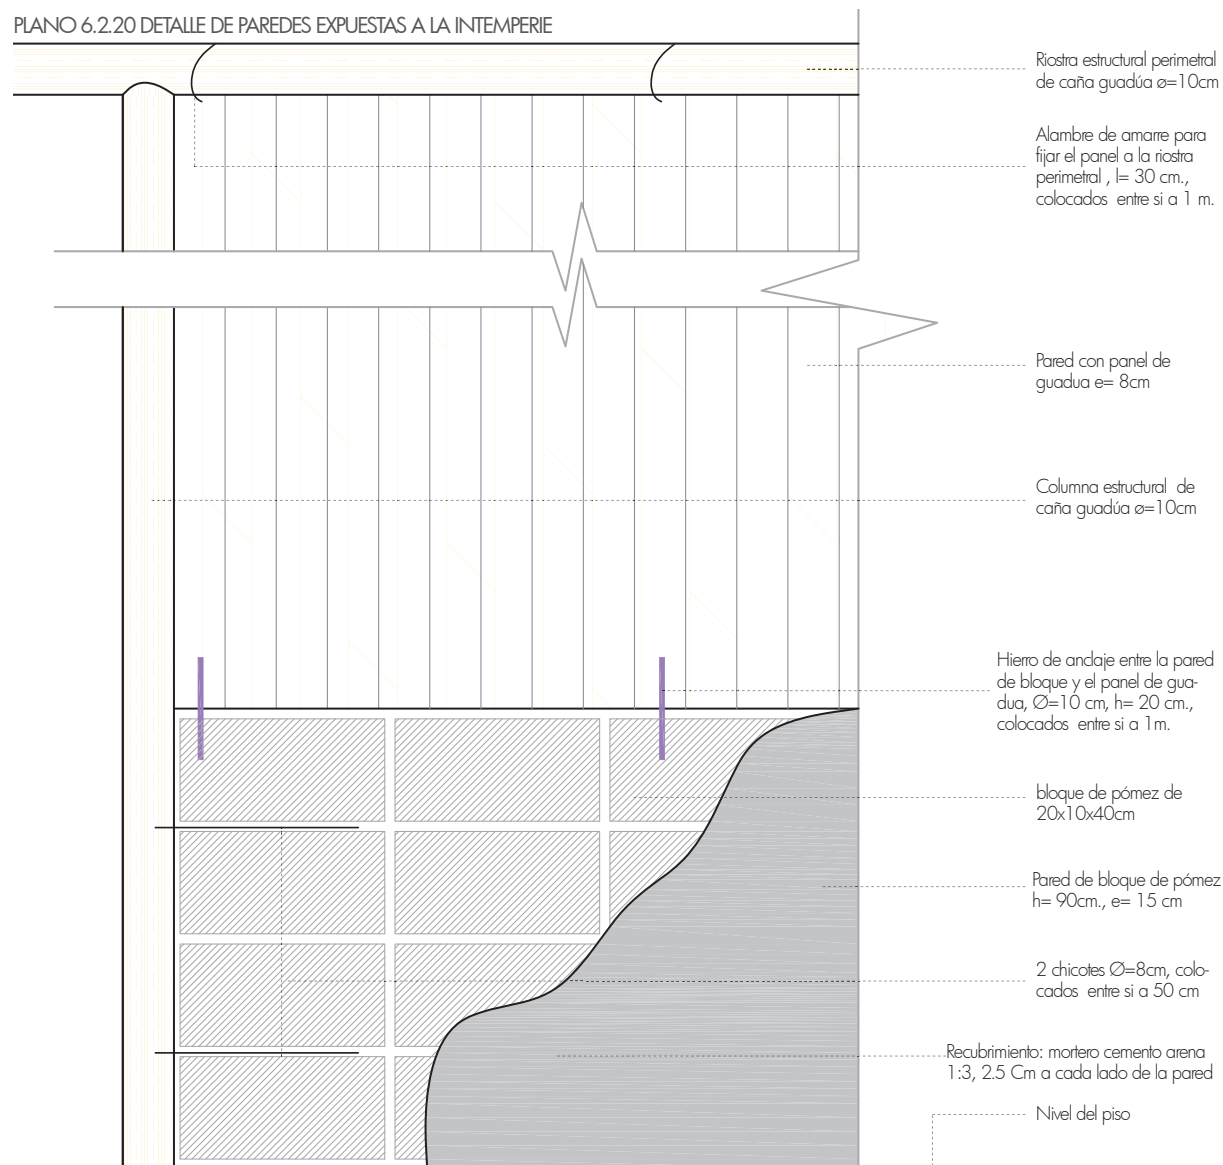 PLANO 6.2.20 DETALLE DE PAREDES EXPUESTAS A LA INTEMPERIE
Riostra estructural perimetral
de caña guadúa ø=10cm
Alambre de amarre para
fijar el panel a la riostra
perimetral , l= 30 cm.,
colocados entre si a 1 m.
Pared con panel de
guadua e= 8cm
Columna estructural de
caña guadúa ø=10cm
Hierro de anclaje entre la pared
de bloque y el panel de gua-
dua, Ø=10 cm, h= 20 cm.,
colocados entre si a 1m.
bloque de pómez de
20x10x40cm
Pared de bloque de pómez
h= 90cm., e= 15 cm
2 chicotes Ø=8cm, colo-
cados entre si a 50 cm
Recubrimiento: mortero cemento arena
1:3, 2.5 Cm a cada lado de la pared
Nivel del piso